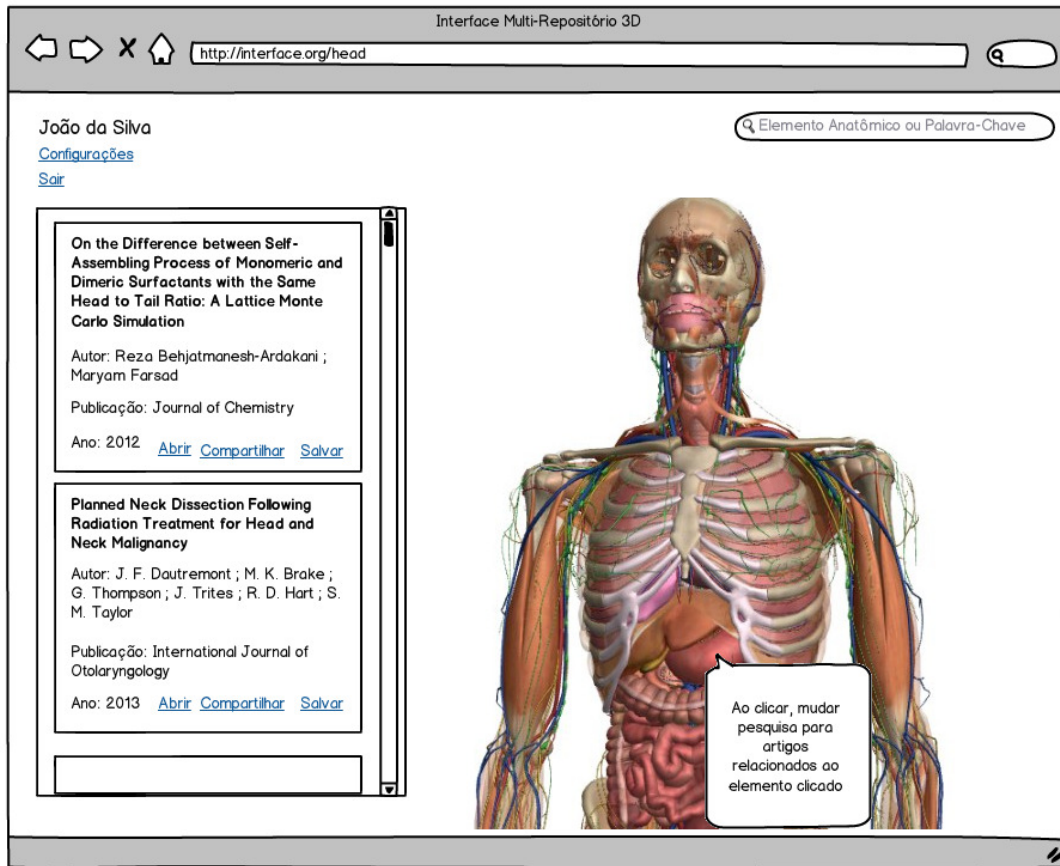 Interface Multi-Repositório 3D
http://interface.org/head
João da Silva
Elemento Anatômico ou Palavra-Chave
Configurações
Sair
On the Difference between Self-
Assembling Process of Monomeric and
Dimeric Surfactants with the Same
Head to Tail Ratio: A Lattice Monte
Carlo Simulation
Autor: Reza Behjatmanesh-Ardakani ;
Maryam Farsad
Publicação: Journal of Chemistry
Ano: 2012 Abrir Compartilhar Salvar
Planned Neck Dissection Following
Radiation Treatment for Head and
Neck Malignancy
Autor: J. F. Dautremont ; M. K. Brake ;
G. Thompson ; J. Trites ; R. D. Hart ; S.
M. Taylor
Publicação: International Journal of
Otolaryngology
Ano: 2013 Abrir Compartilhar Salvar
Ao clicar, mudar
pesquisa para
artigos
relacionados ao
elemento clicado